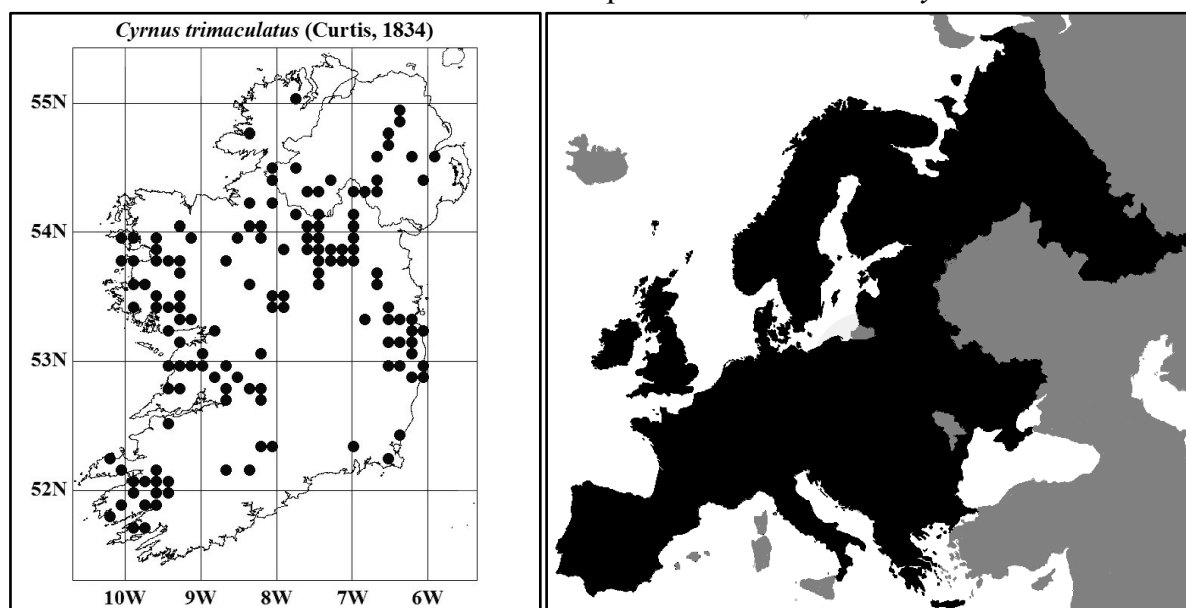 Cyrnus trimaculatus (Curtis, 1834)
55N
54N
53N
52N
10W 9W 8W 7W 6W